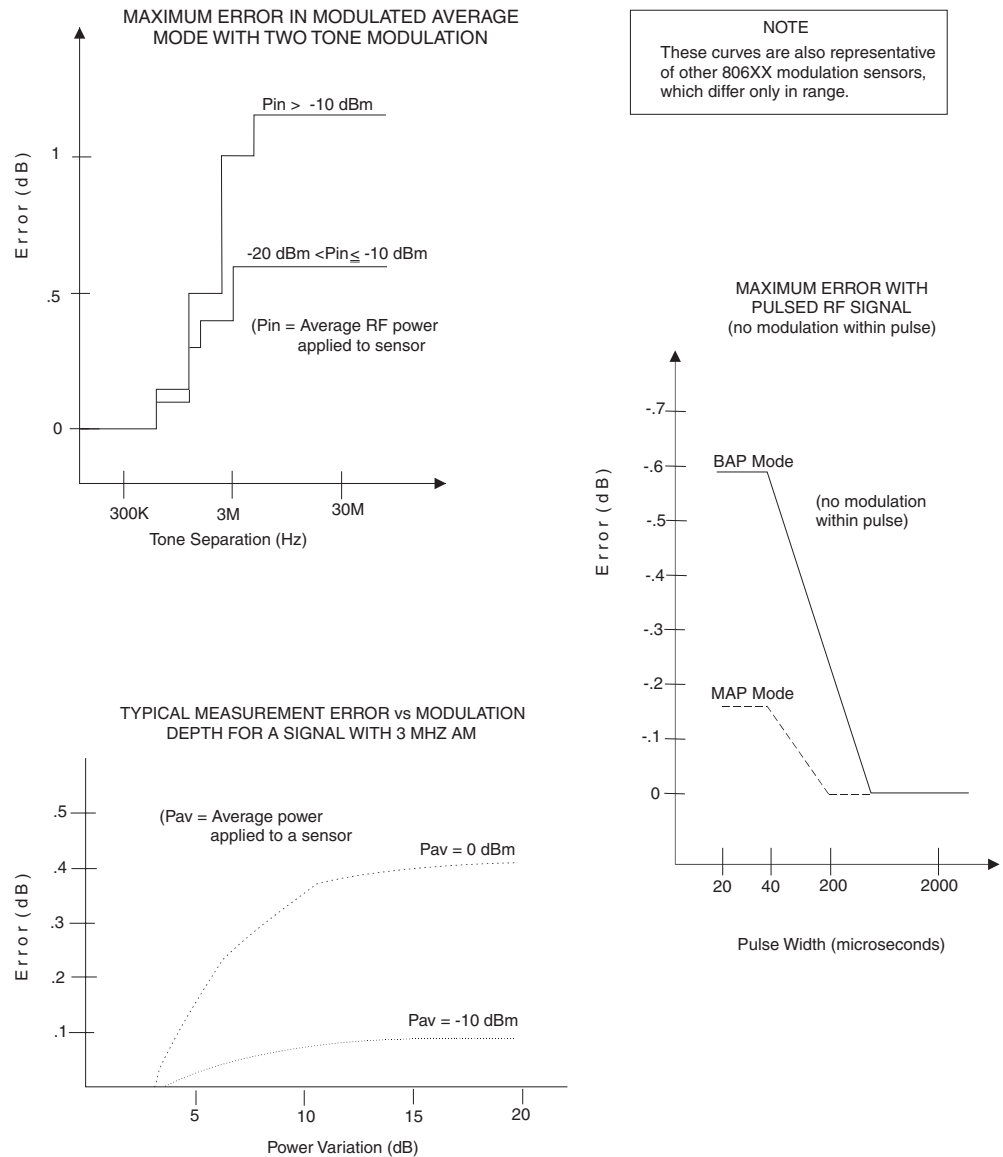 MAXIMUM ERROR IN MODULATED AVERAGE
MODE WITH TWO TONE MODULATION
Error (dB)
1
.5
0
Pin > -10 dBm
-20 dBm <Pin≤ -10 dBm
(Pin = Average RF power
applied to sensor
300K
3M
30M
Tone Separation (Hz)
NOTE
These curves are also representative
of other 806XX modulation sensors,
which differ only in range.
MAXIMUM ERROR WITH
PULSED RF SIGNAL
(no modulation within pulse)
Error (dB)
-.7
-.6
-.5
-.4
-.3
-.2
-.1
0
BAP Mode
(no modulation
within pulse)
MAP Mode
20
40
200
2000
Pulse Width (microseconds)
TYPICAL MEASUREMENT ERROR vs MODULATION
DEPTH FOR A SIGNAL WITH 3 MHZ AM
Error (dB)
.5
.4
.3
.2
.1
(Pav = Average power
applied to a sensor
Pav = 0 dBm
Pav = -10 dBm
5
10
15
20
Power Variation (dB)